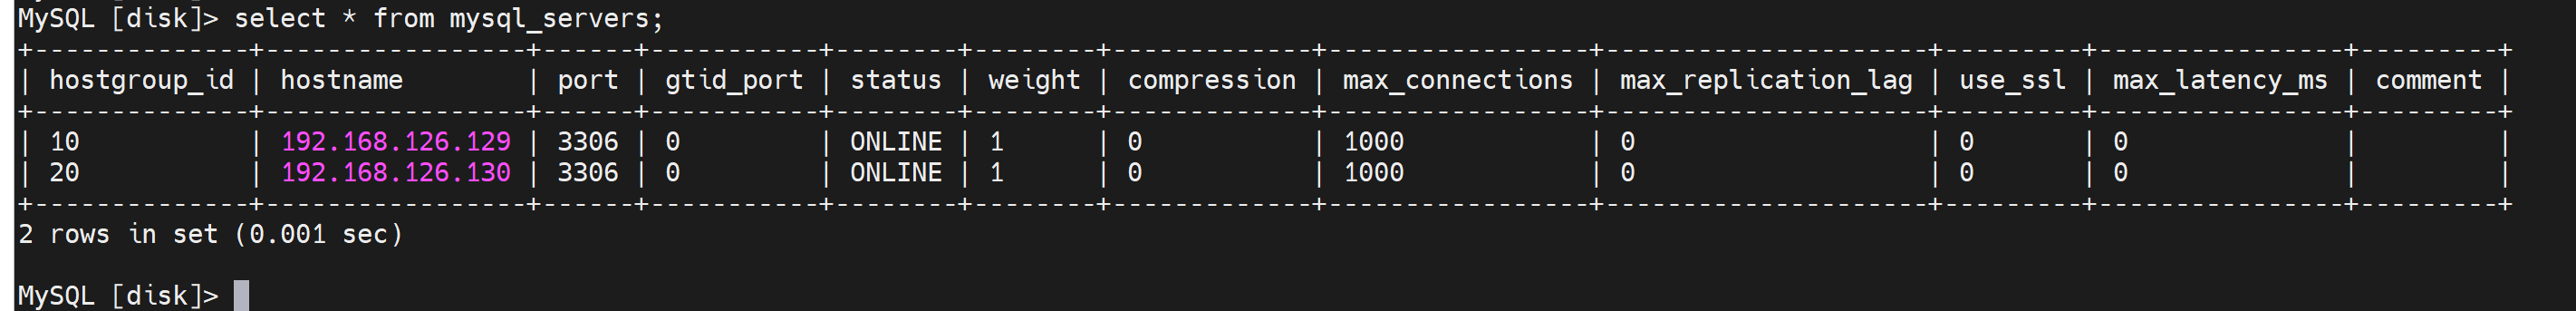 MySQL [disk]> select * from mysql_servers;
+--------------+-----------------+------+-----------+--------+--------+-------------+-----------------+---------------------+---------+----------------+---------+
| hostgroup_id | hostname        | port | gtid_port | status | weight | compression | max_connections | max_replication_lag | use_ssl | max_latency_ms | comment |
+--------------+-----------------+------+-----------+--------+--------+-------------+-----------------+---------------------+---------+----------------+---------+
| 10           | 192.168.126.129 | 3306 | 0         | ONLINE | 1      | 0           | 1000            | 0                   | 0       | 0              |         |
| 20           | 192.168.126.130 | 3306 | 0         | ONLINE | 1      | 0           | 1000            | 0                   | 0       | 0              |         |
+--------------+-----------------+------+-----------+--------+--------+-------------+-----------------+---------------------+---------+----------------+---------+
2 rows in set (0.001 sec)
MySQL [disk]>